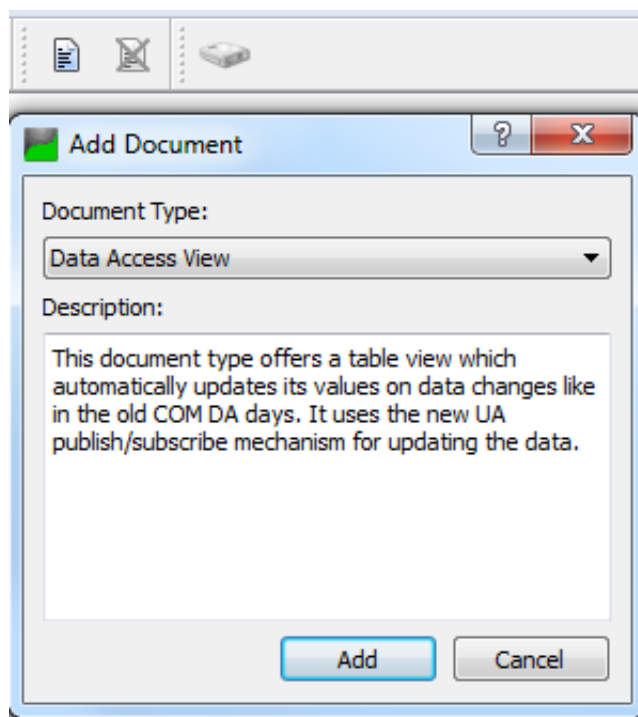 Add Document
Document Type:
Data Access View
Description:
This document type offers a table view which
automatically updates its values on data changes like
in the old COM DA days. It uses the new UA
publish/subscribe mechanism for updating the data.
Add
Cancel